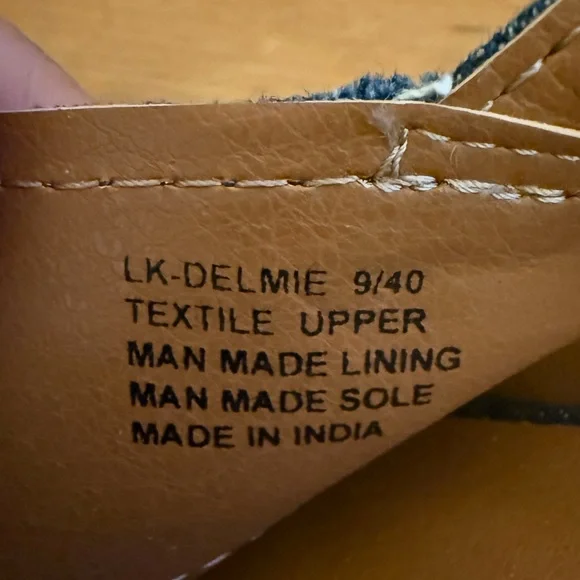 LK-DELMIE 9/40
TEXTILE UPPER
MAN MADE LINING
MAN MADE SOLE
MADE IN INDIA